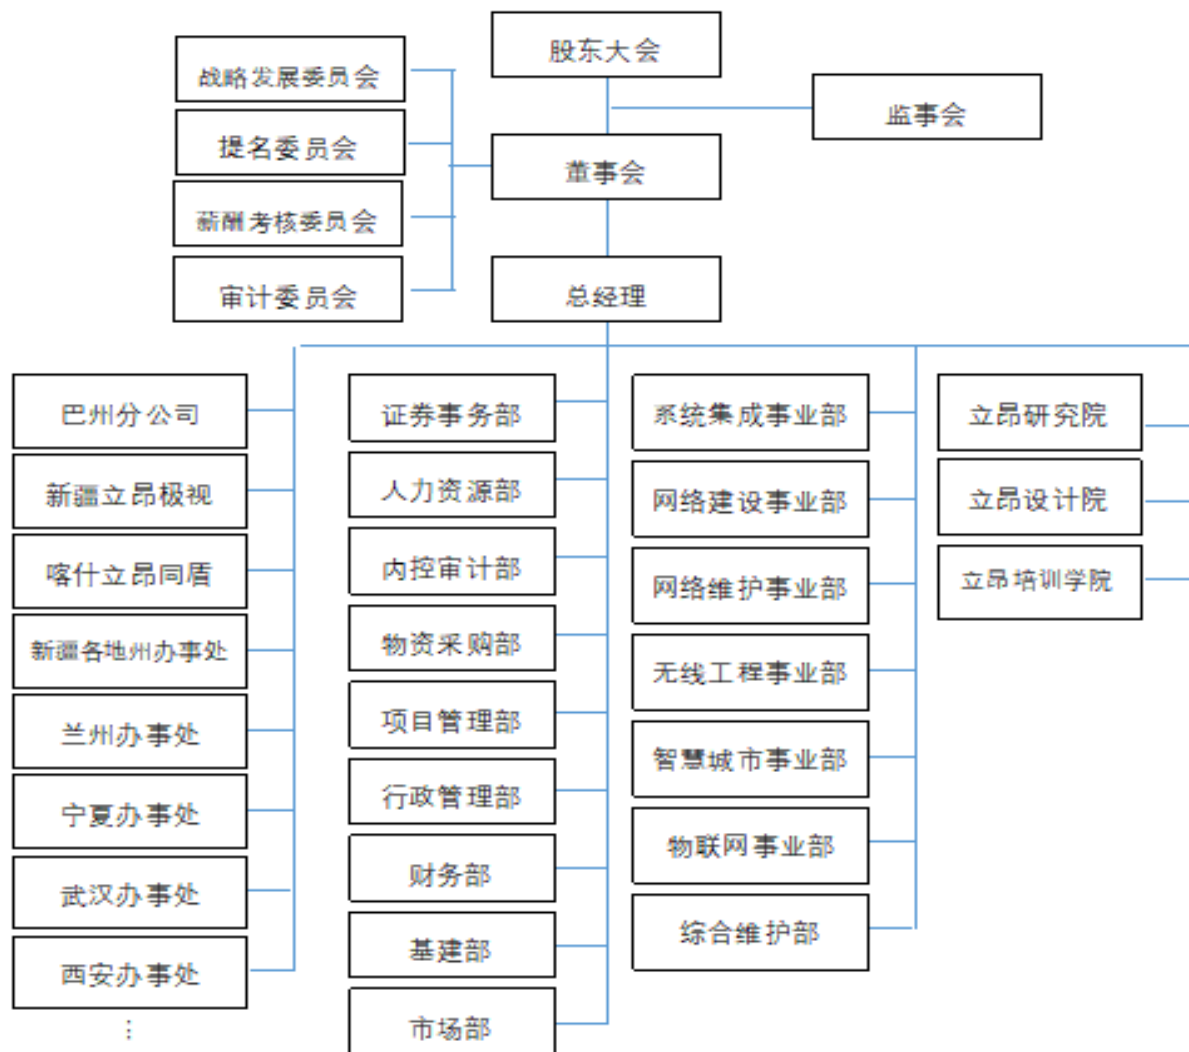 股东大会
战略发展委员会
监事会
提名委员会
董事会
薪酬考核委员会
审计委员会
总经理
巴州分公司
新疆立昂极视
喀什立昂同盾
新疆各地州办事处
兰州办事处
宁夏办事处
武汉办事处
西安办事处
⋮
证券事务部
人力资源部
内控审计部
物资采购部
项目管理部
行政管理部
财务部
基建部
市场部
系统集成事业部
网络建设事业部
网络维护事业部
无线工程事业部
智慧城市事业部
物联网事业部
综合维护部
立昂研究院
立昂设计院
立昂培训学院